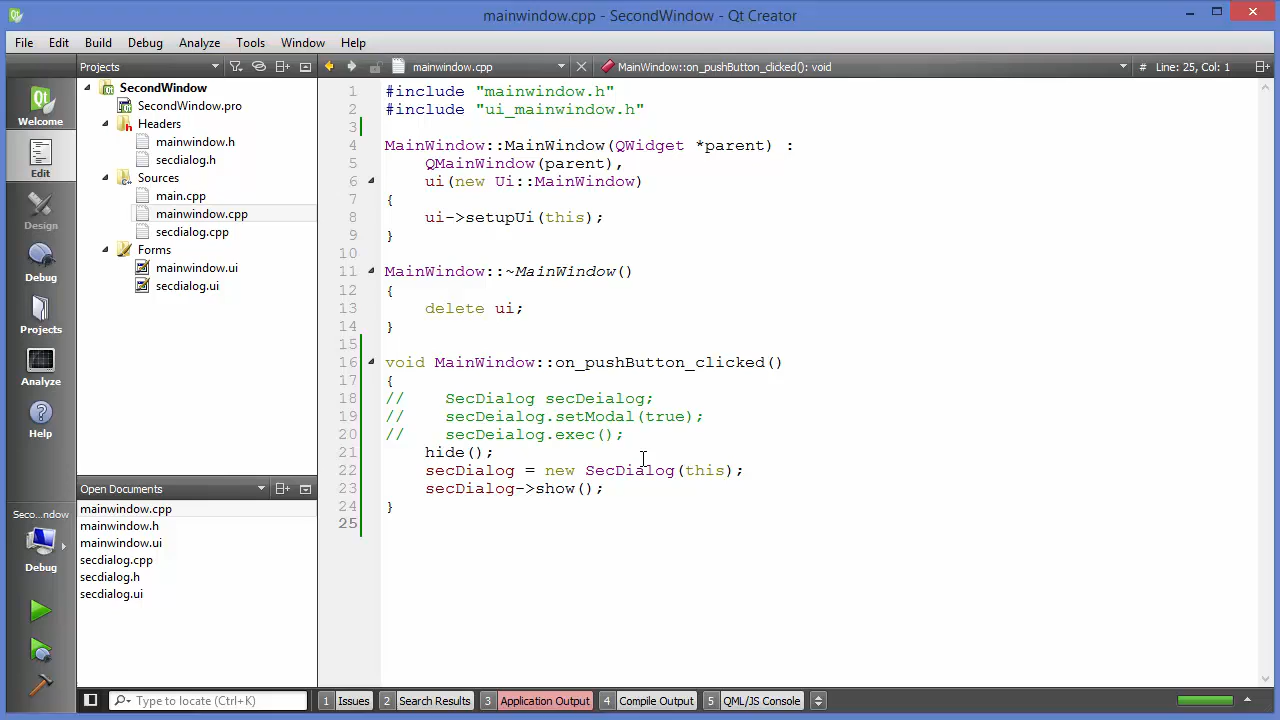 mainwindow.cpp - SecondWindow - Qt Creator
File Edit Build Debug Analyze Tools Window Help
Projects mainwindow.cpp MainWindow::on_pushButton_clicked(): void # Line: 25, Col: 1
Welcome
Edit
Design
Debug
Projects
Analyze
Help
SecondWindow
SecondWindow.pro
Headers
mainwindow.h
secdialog.h
Sources
main.cpp
mainwindow.cpp
secdialog.cpp
Forms
mainwindow.ui
secdialog.ui
Open Documents
mainwindow.cpp
mainwindow.h
mainwindow.ui
secdialog.cpp
secdialog.h
secdialog.ui
Seco...ndow
Debug
1 #include "mainwindow.h"
2 #include "ui_mainwindow.h"
3
4 MainWindow::MainWindow(QWidget *parent) :
5 QMainWindow(parent),
6 ui(new Ui::MainWindow)
7 {
8 ui->setupUi(this);
9 }
10
11 MainWindow::~MainWindow()
12 {
13 delete ui;
14 }
15
16 void MainWindow::on_pushButton_clicked()
17 {
18 // SecDialog secDeialog;
19 // secDeialog.setModal(true);
20 // secDeialog.exec();
21 hide();
22 secDialog = new SecDialog(this);
23 secDialog->show();
24 }
25
Type to locate (Ctrl+K) 1 Issues 2 Search Results 3 Application Output 4 Compile Output 5 QML/JS Console